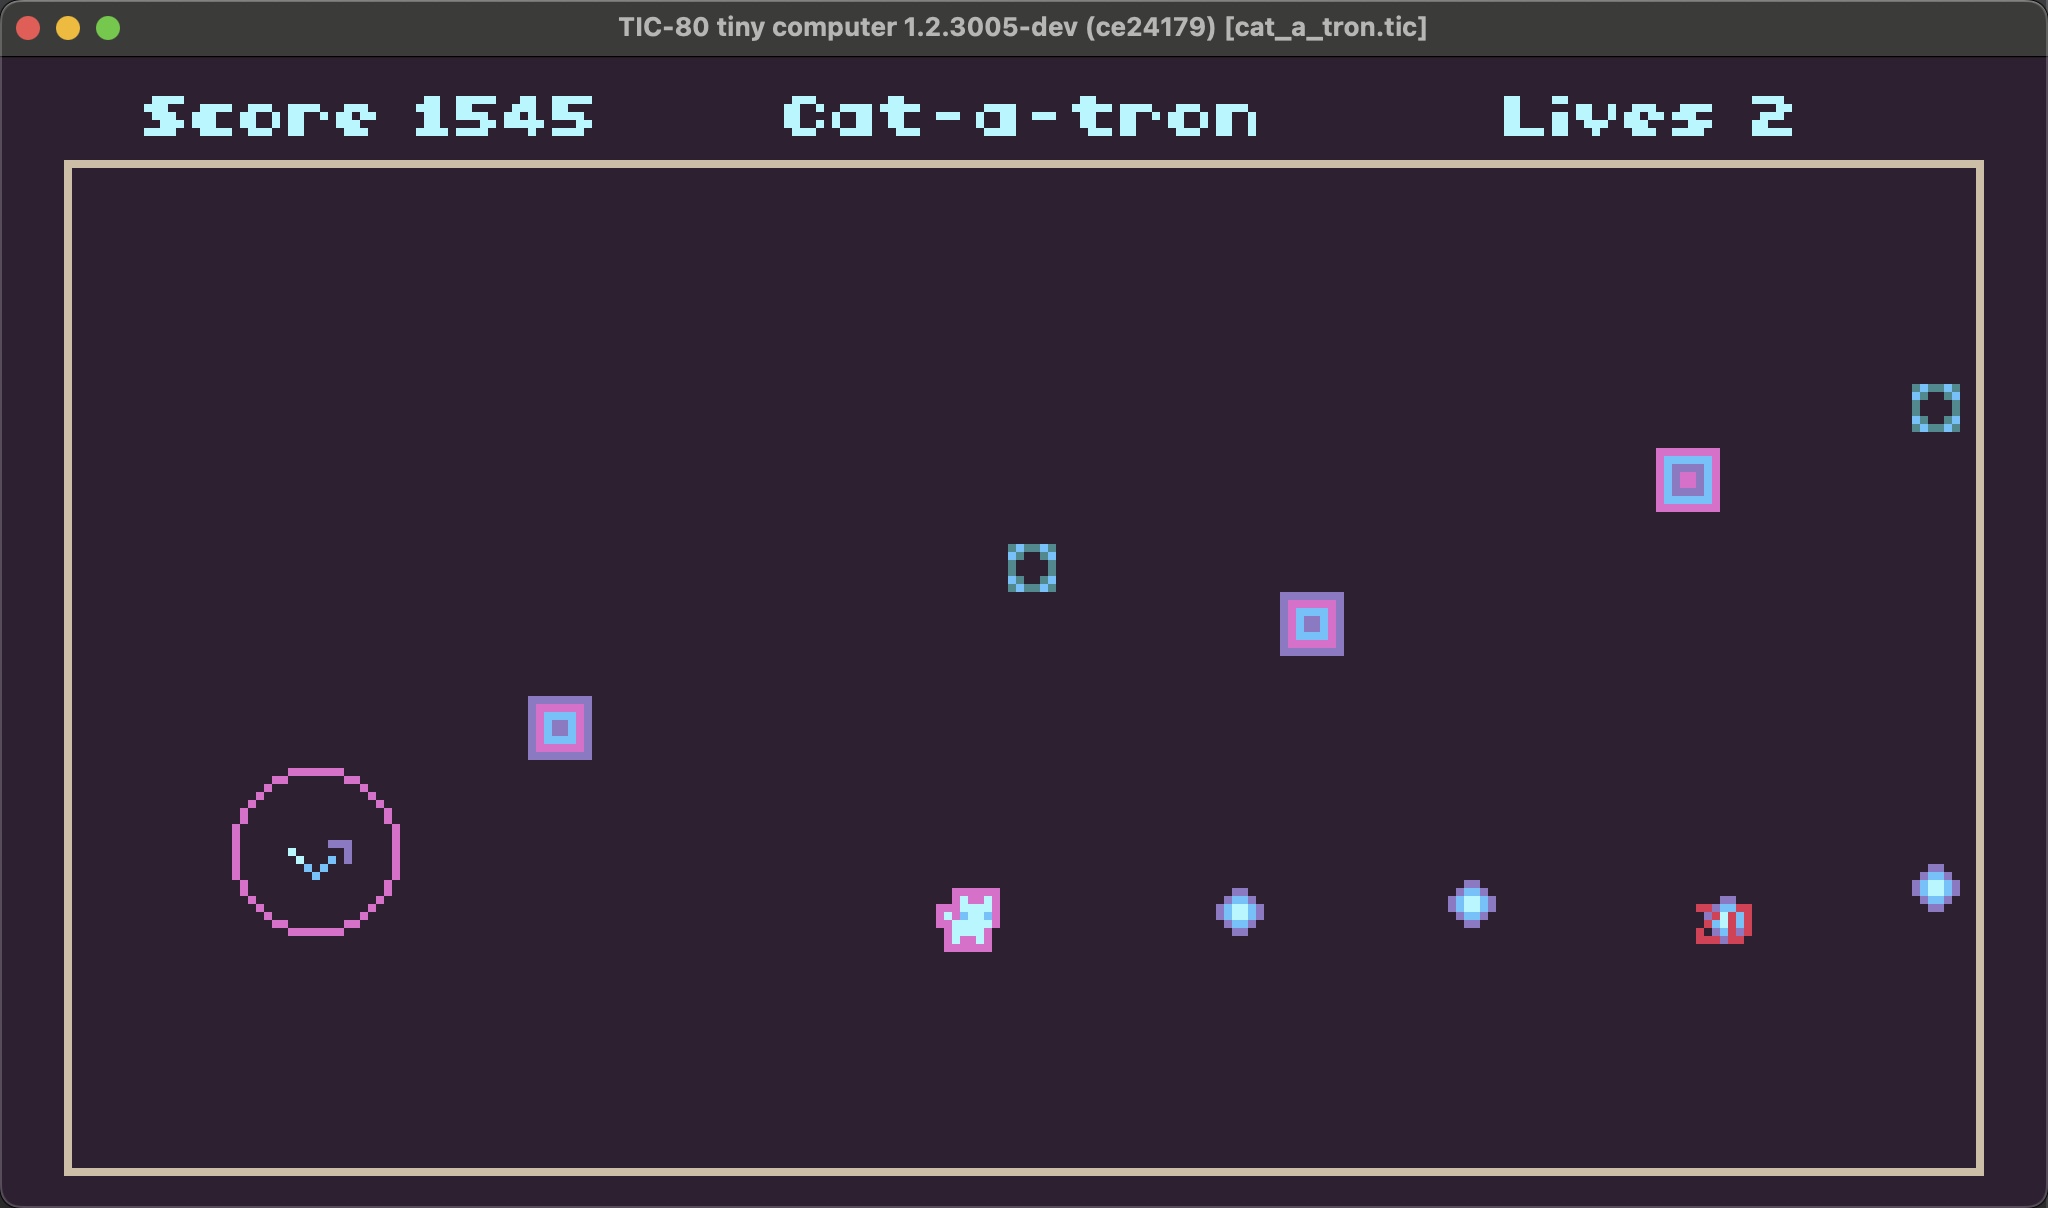 TIC-80 tiny computer 1.2.3005-dev (ce24179) [cat_a_tron.tic]
Score 1545 Cat-a-tron Lives 2